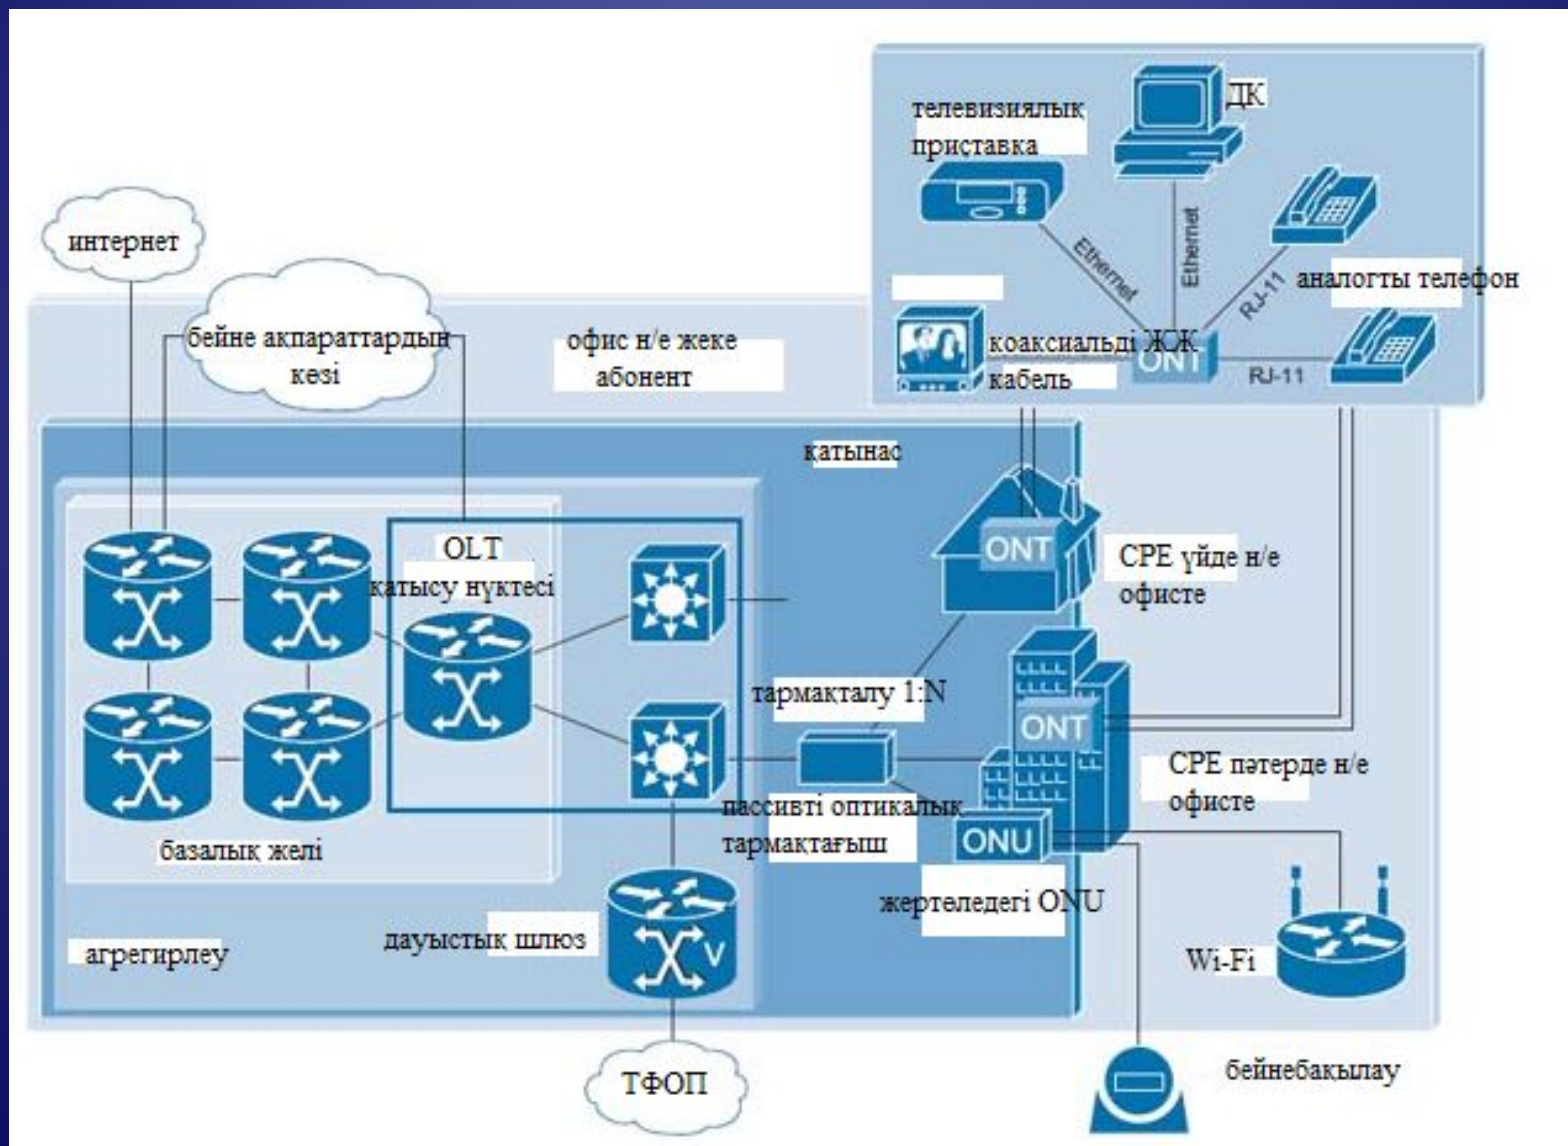 телевизиялық
приставка
ДК
Ethernet
Ethernet
RJ-11
аналогты телефон
коаксиальді ЖЖ
кабель
ONT
RJ-11
интернет
бейне ақпараттардың
көзі
офис н/е жеке
абонент
қатынас
OLT
қатысу нүктесі
ONT
CPE үйде н/е
офисте
тармақталу 1:N
ONT
CPE пәтерде н/е
офисте
пассивті оптикалық
тармақтағыш
ONU
жертөледегі ONU
базалық желі
агрегирлеу
дауыстық шлюз
V
Wi-Fi
ТФОП
бейнебақылау